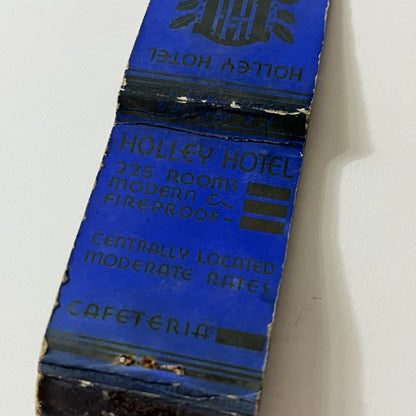 HOLLEY HOTEL
HOLLEY HOTEL
225 ROOMS
MODERN &
FIREPROOF-
CENTRALLY LOCATED
MODERATE RATES
CAFETERIA